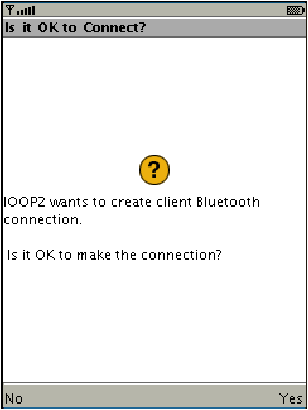 Is it OK to Connect?
?
IOOP2 wants to create client Bluetooth
connection.
Is it OK to make the connection?
No Yes